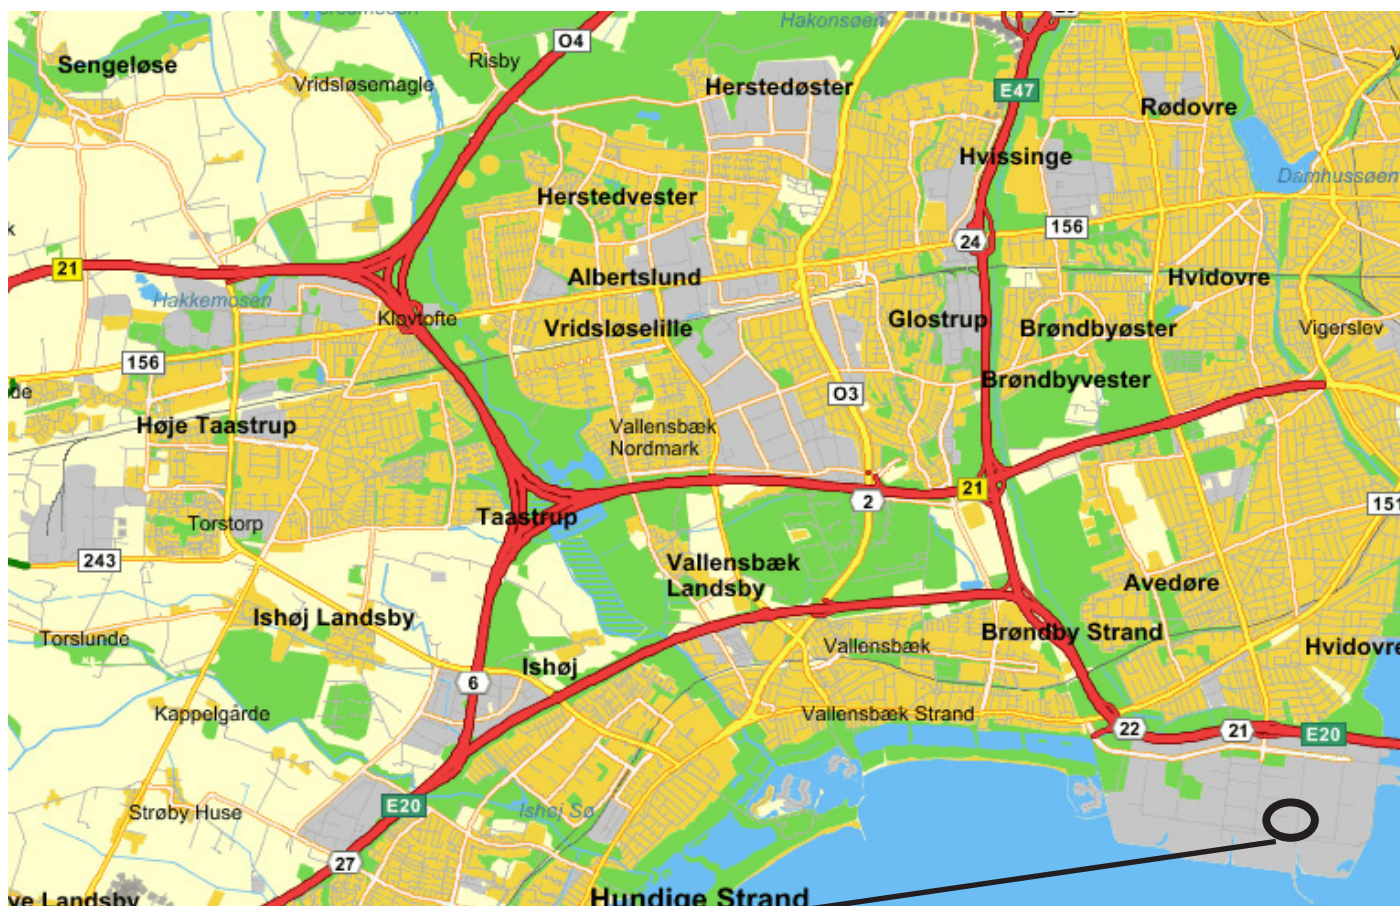 Hakonsøen
O4
Sengeløse
Risby
Vridsløsemagle
Herstedøster
E47
Rødovre
Hvissinge
Damhussøen
Herstedvester
156
24
21
Albertslund
Hvidovre
Hakkemosen
Klovtofte
Vridsløselille
Glostrup
Brøndbyøster
Vigerslev
156
Brøndbyvester
O3
Høje Taastrup
Vallensbæk
Nordmark
21
2
151
Taastrup
Torstorp
243
Vallensbæk
Landsby
Avedøre
Ishøj Landsby
Torslunde
Brøndby Strand
Vallensbæk
Hvidovre
Ishøj
6
Kappelgårde
Vallensbæk Strand
22
21
E20
E20
Strøby Huse
Ishøj Sø
27
Hundige Strand
Landsby